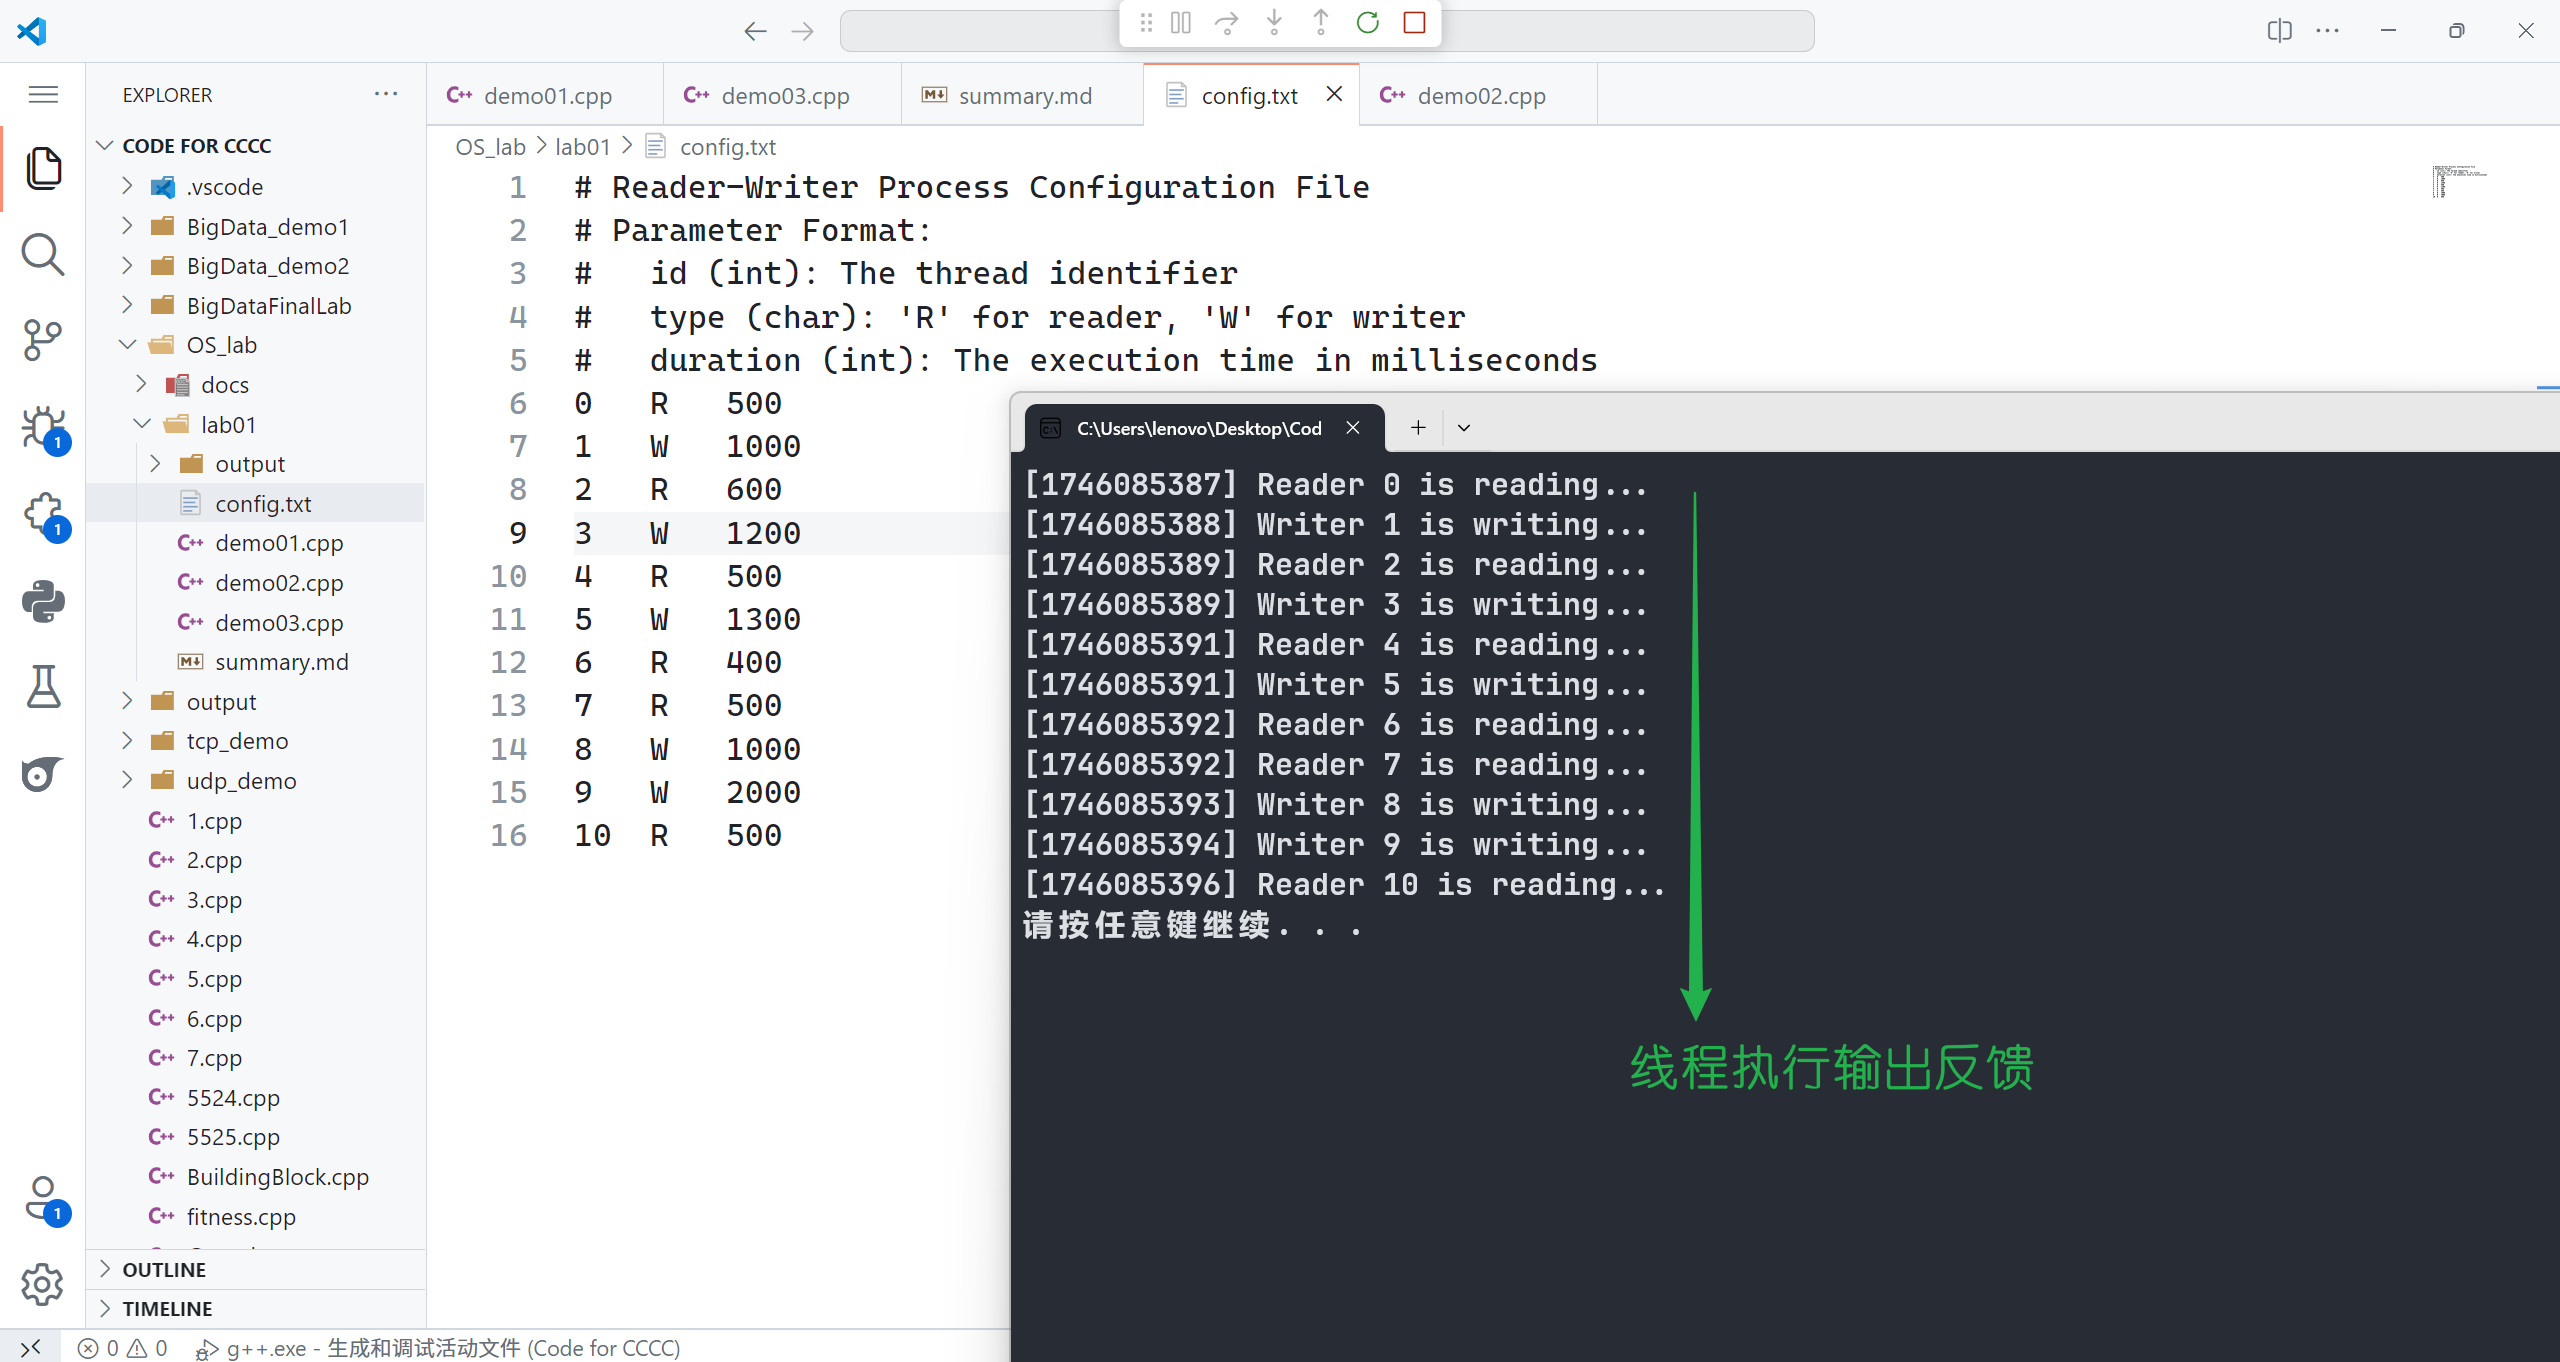 EXPLORER
CODE FOR CCCC
.vscode
BigData_demo1
BigData_demo2
BigDataFinalLab
OS_lab
docs
lab01
output
config.txt
demo01.cpp
demo02.cpp
demo03.cpp
summary.md
output
tcp_demo
udp_demo
1.cpp
2.cpp
3.cpp
4.cpp
5.cpp
6.cpp
7.cpp
5524.cpp
5525.cpp
BuildingBlock.cpp
fitness.cpp
OUTLINE
TIMELINE
1
1
1
demo01.cpp demo03.cpp summary.md config.txt demo02.cpp
OS_lab > lab01 > config.txt
1 # Reader-Writer Process Configuration File
2 # Parameter Format:
3 #   id (int): The thread identifier
4 #   type (char): 'R' for reader, 'W' for writer
5 #   duration (int): The execution time in milliseconds
6 0   R   500
7 1   W   1000
8 2   R   600
9 3   W   1200
10 4   R   500
11 5   W   1300
12 6   R   400
13 7   R   500
14 8   W   1000
15 9   W   2000
16 10  R   500
C:\Users\lenovo\Desktop\Cod
[1746085387] Reader 0 is reading...
[1746085388] Writer 1 is writing...
[1746085389] Reader 2 is reading...
[1746085389] Writer 3 is writing...
[1746085391] Reader 4 is reading...
[1746085391] Writer 5 is writing...
[1746085392] Reader 6 is reading...
[1746085392] Reader 7 is reading...
[1746085393] Writer 8 is writing...
[1746085394] Writer 9 is writing...
[1746085396] Reader 10 is reading...
请按任意键继续. . .
线程执行输出反馈
0 0 g++.exe - 生成和调试活动文件 (Code for CCCC)